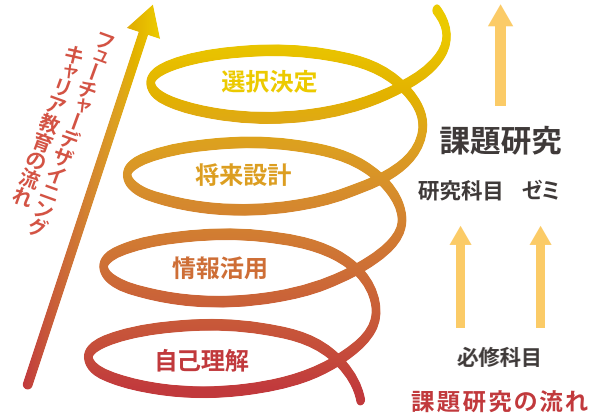 フューチャーデザイニング
キャリア教育の流れ
選択決定
将来設計
情報活用
自己理解
課題研究
研究科目　ゼミ
必修科目
課題研究の流れ